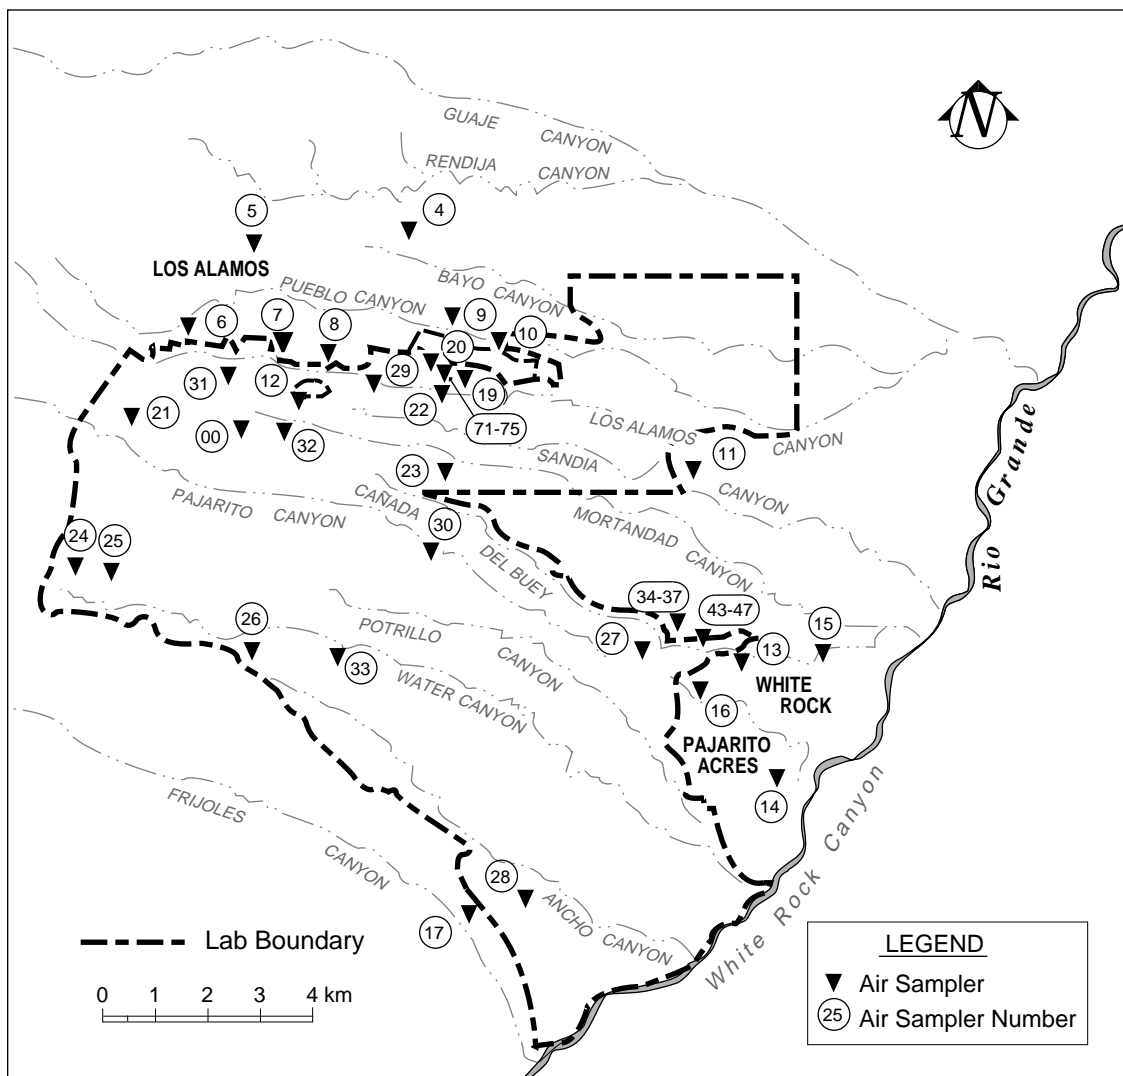 N
GUAJE CANYON
RENDIJA CANYON
5
4
LOS ALAMOS
BAYO CANYON
PUEBLO CANYON
6
7
8
9
10
20
31
12
29
19
21
00
32
22
71-75
LOS ALAMOS CANYON
11
SANDIA CANYON
23
PAJARITO CANYON
CAÑADA DEL BUEY
MORTANDAD CANYON
30
24
25
Rio Grande
34-37
43-47
26
POTRILLO CANYON
27
13
15
33
WATER CANYON
WHITE
ROCK
16
PAJARITO
ACRES
14
FRIJOLES CANYON
28
ANCHO CANYON
17
White Rock Canyon
Lab Boundary
0 1 2 3 4 km
LEGEND
Air Sampler
25 Air Sampler Number